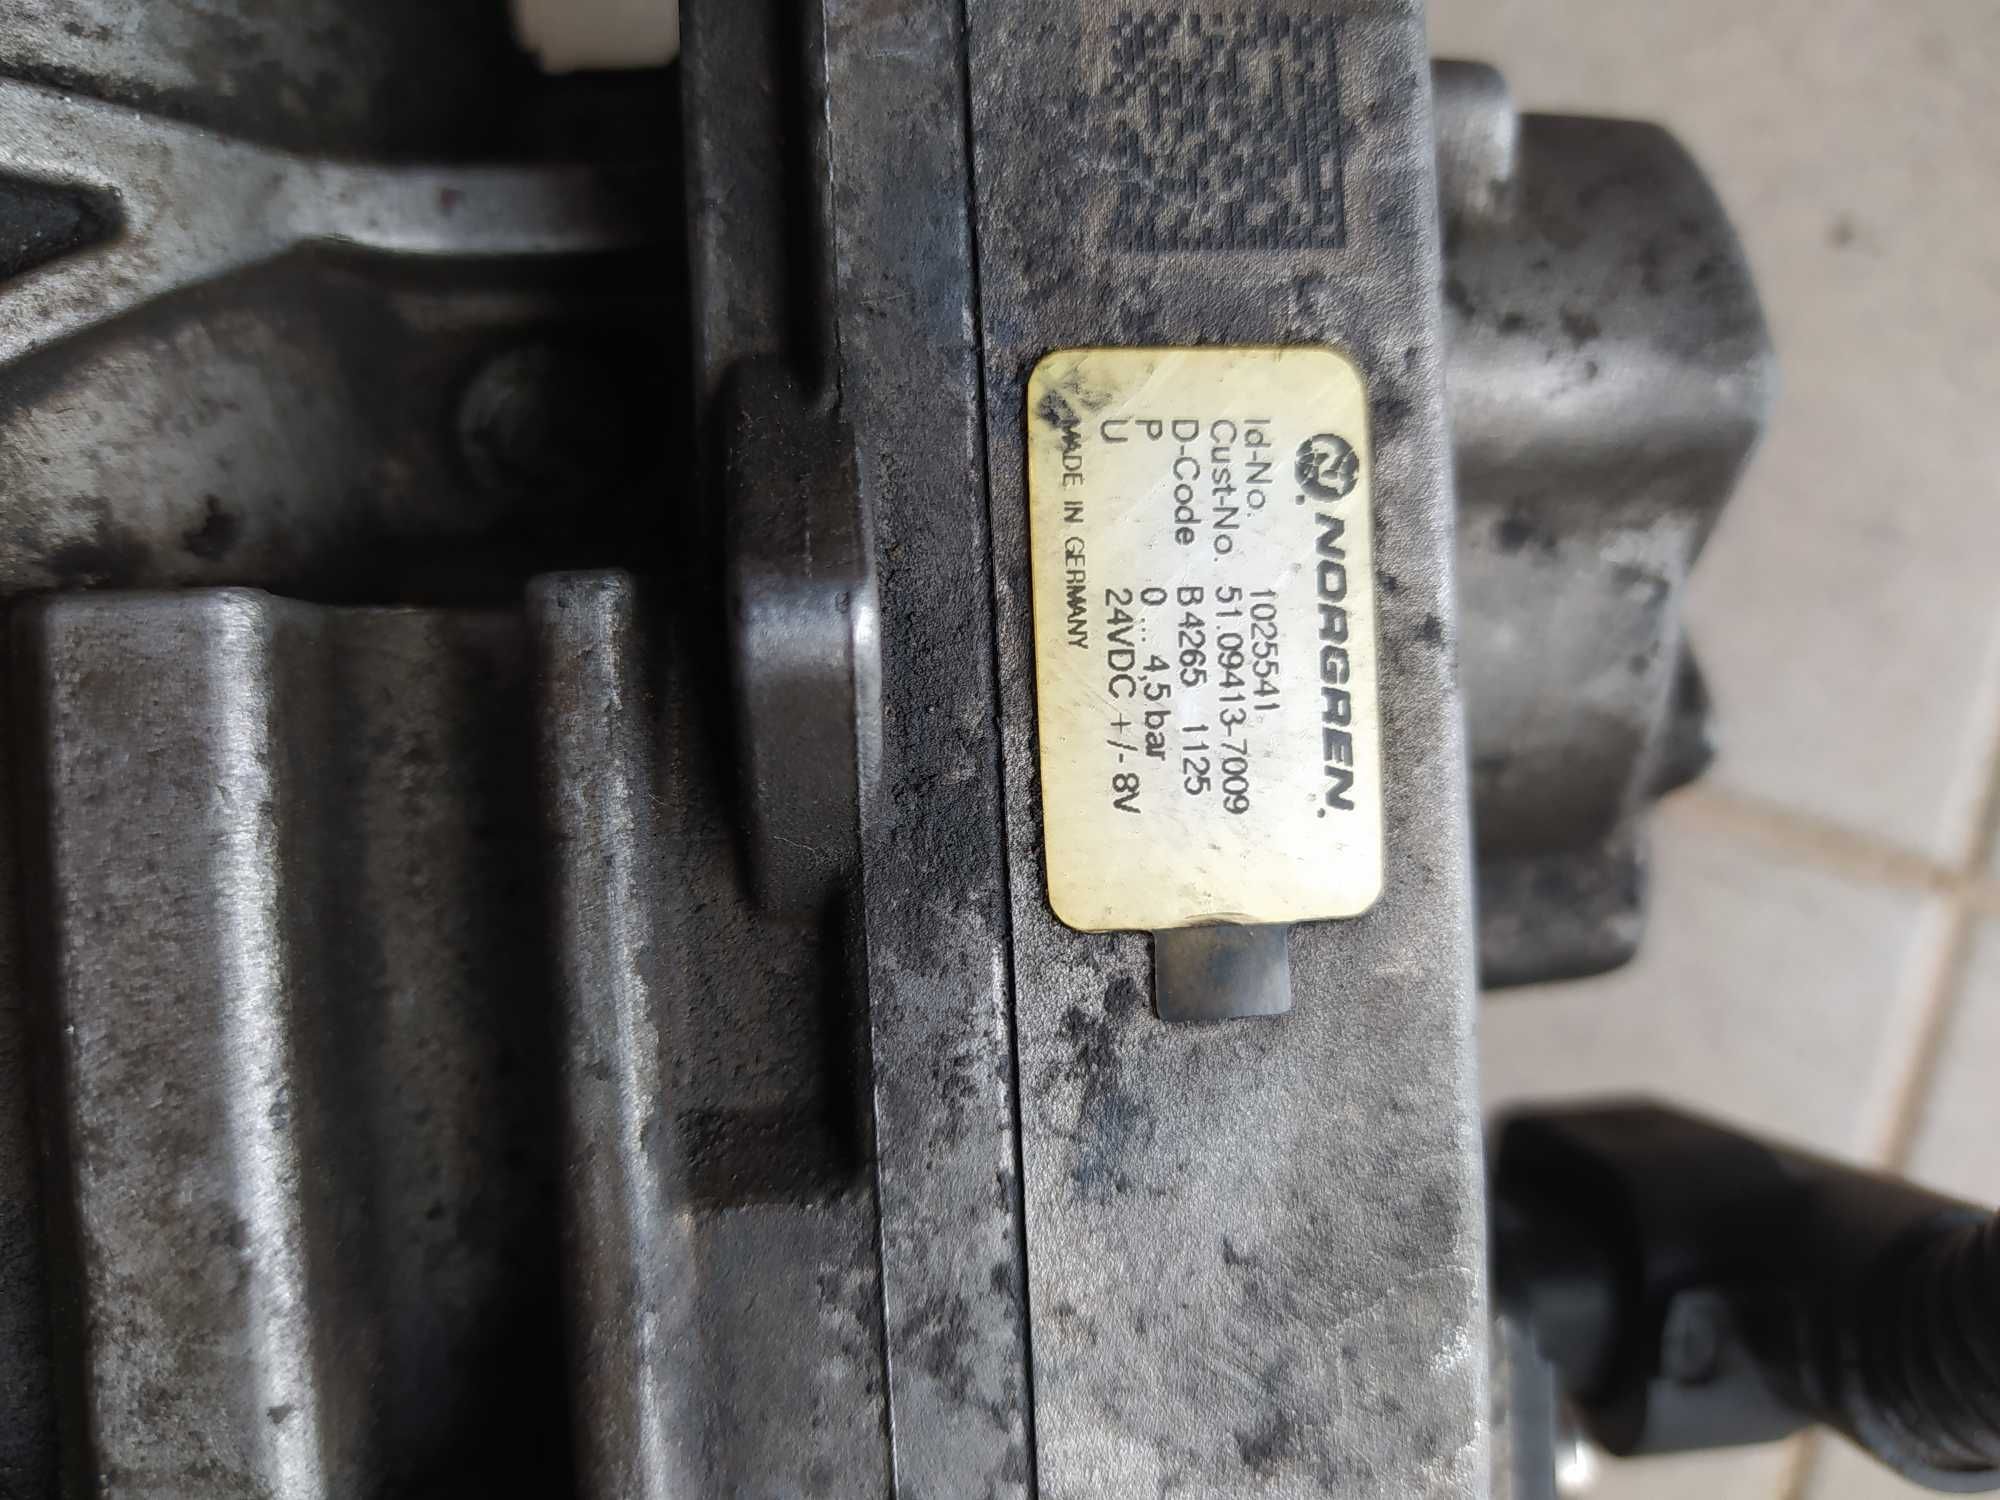 NORGREN
Id-No. 1025541
Cust-No. 51.09413-7009
D-Code B4265 1125
P 0 ... 4,5 bar
U 24VDC +/- 8V
MADE IN GERMANY